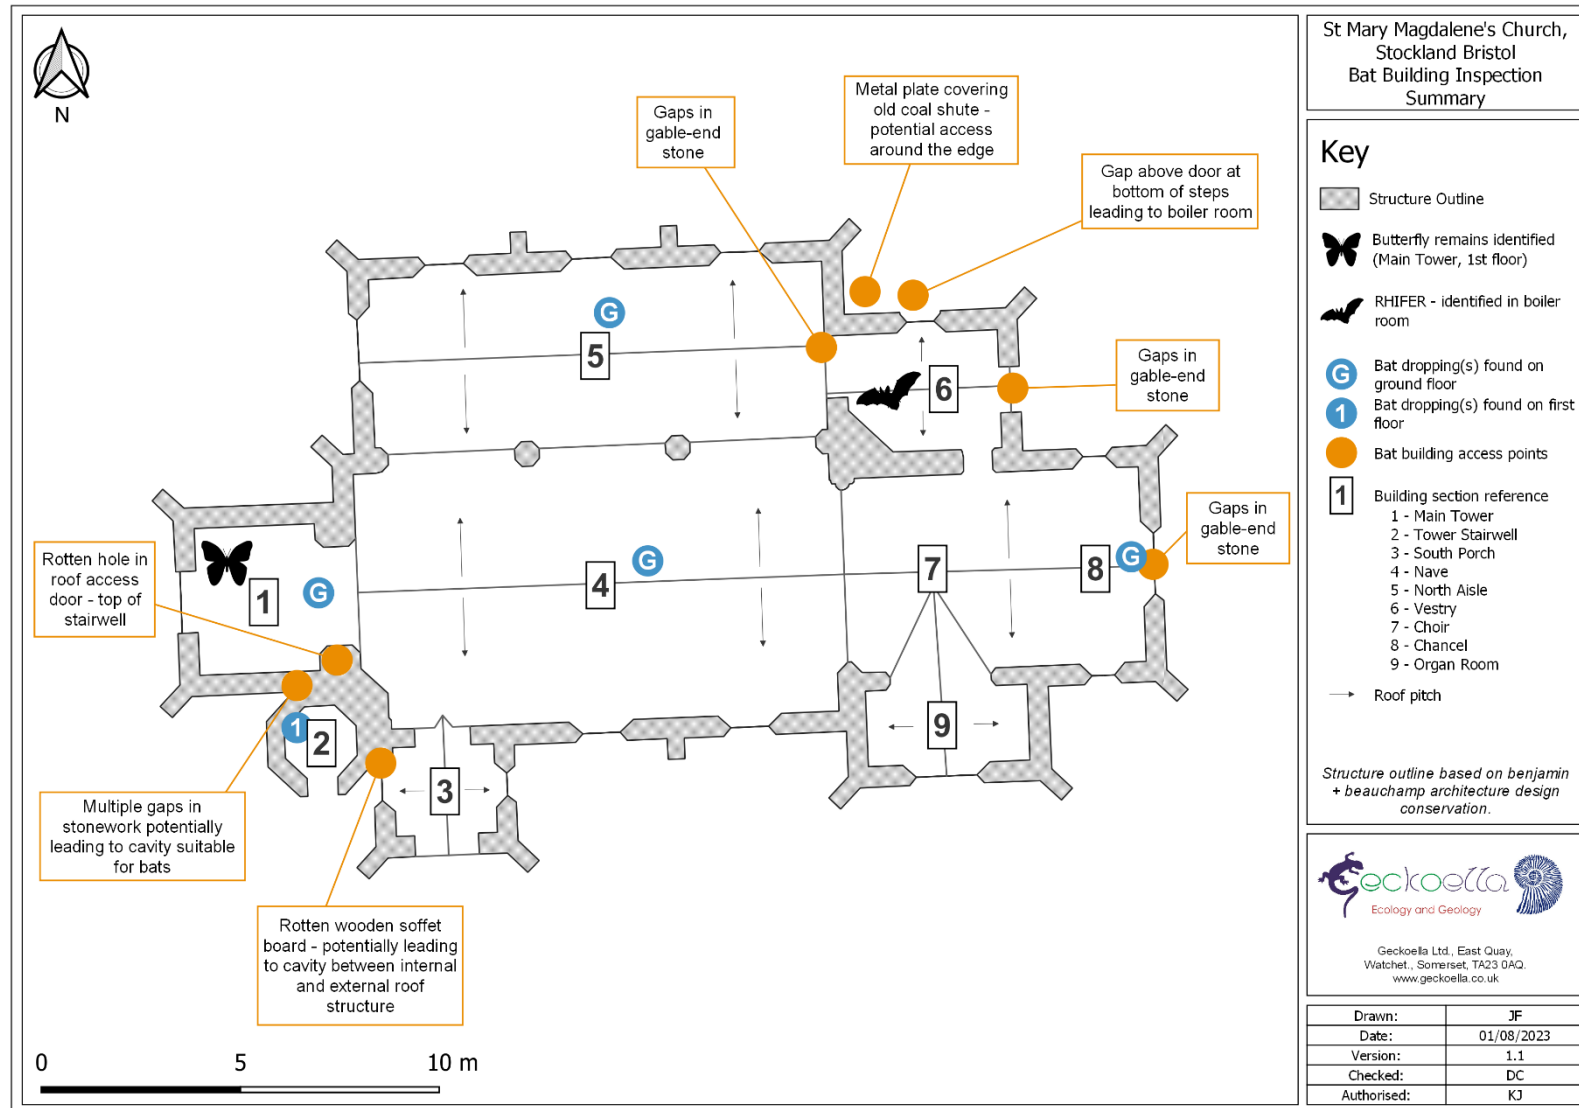 N
Gaps in
gable-end
stone
Metal plate covering
old coal shute -
potential access
around the edge
Gap above door at
bottom of steps
leading to boiler room
Gaps in
gable-end
stone
Gaps in
gable-end
stone
Rotten hole in
roof access
door - top of
stairwell
Multiple gaps in
stonework potentially
leading to cavity suitable
for bats
Rotten wooden soffet
board - potentially leading
to cavity between internal
and external roof
structure
G
5
6
G
4
7
8
G
1
G
1
2
3
9
0 5 10 m
St Mary Magdalene's Church,
Stockland Bristol
Bat Building Inspection
Summary
Key
Structure Outline
Butterfly remains identified
(Main Tower, 1st floor)
RHIFER - identified in boiler
room
G Bat dropping(s) found on
ground floor
1 Bat dropping(s) found on first
floor
Bat building access points
1 Building section reference
1 - Main Tower
2 - Tower Stairwell
3 - South Porch
4 - Nave
5 - North Aisle
6 - Vestry
7 - Choir
8 - Chancel
9 - Organ Room
Roof pitch
Structure outline based on benjamin
+ beauchamp architecture design
conservation.
Geckoella
Ecology and Geology
Geckoella Ltd., East Quay,
Watchet., Somerset, TA23 0AQ.
www.geckoella.co.uk
Drawn: JF
Date: 01/08/2023
Version: 1.1
Checked: DC
Authorised: KJ